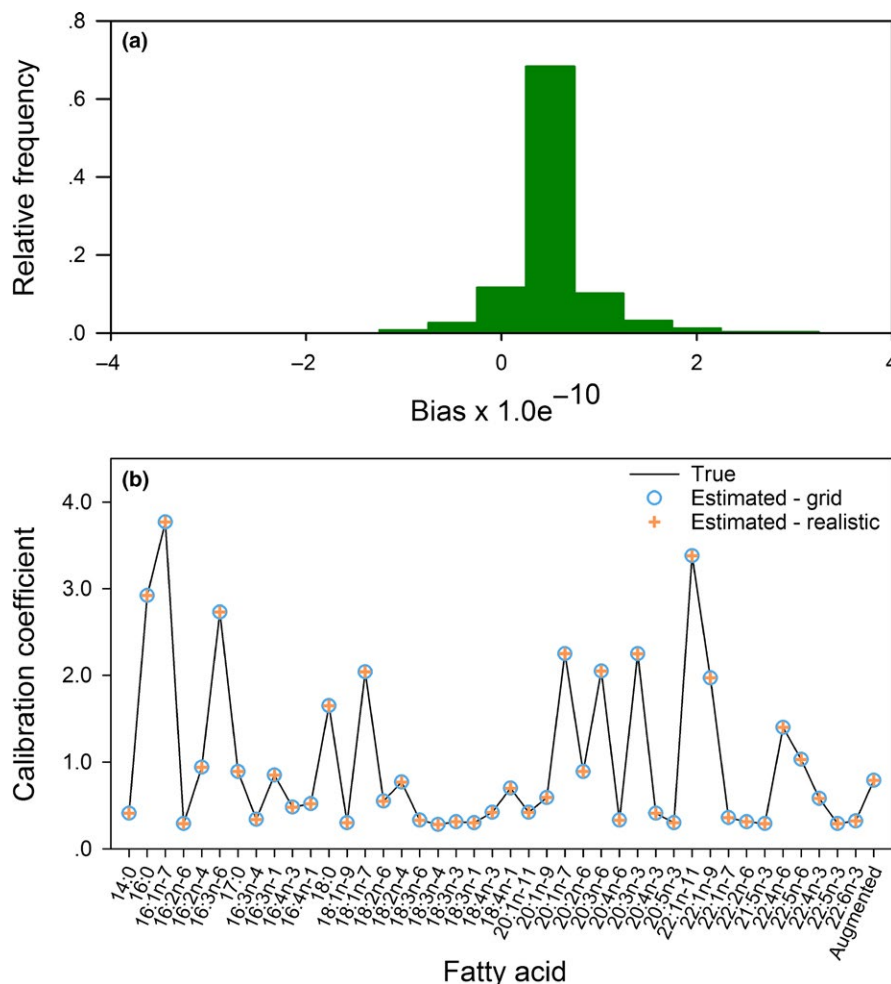 (a)
Relative frequency
.8
.6
.4
.2
.0
−4
−2
0
2
4
Bias x 1.0e−10
(b)
True
Estimated - grid
Estimated - realistic
Calibration coefficient
4.0
3.0
2.0
1.0
.0
14:0
16:0
16:1n-7
16:2n-6
16:2n-4
16:3n-6
17:0
16:3n-4
16:3n-1
16:4n-3
16:4n-1
18:0
18:1n-9
18:1n-7
18:2n-6
18:2n-4
18:3n-6
18:3n-4
18:3n-3
18:3n-1
18:4n-3
18:4n-1
20:1n-11
20:1n-9
20:1n-7
20:2n-6
20:3n-6
20:4n-6
20:3n-3
20:4n-3
20:5n-3
22:1n-11
22:1n-9
22:1n-7
22:2n-6
21:5n-3
22:4n-6
22:5n-6
22:4n-3
22:5n-3
22:6n-3
Augmented
Fatty acid